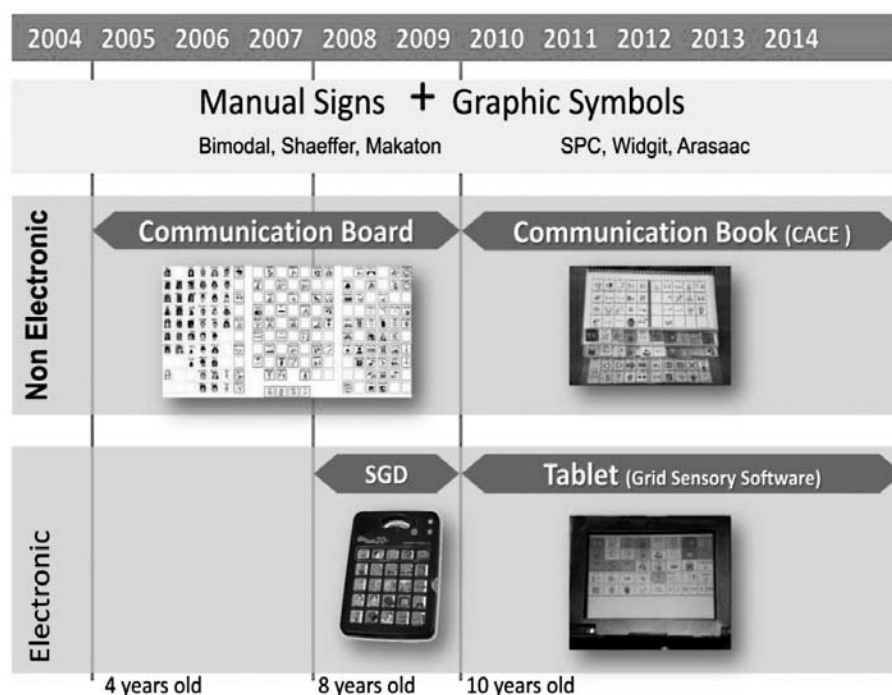 2004 2005 2006 2007 2008 2009 2010 2011 2012 2013 2014
Manual Signs + Graphic Symbols
Bimodal, Shaeffer, Makaton SPC, Widgit, Arasaac
Non Electronic
Communication Board Communication Book (CACE )
Electronic
SGD Tablet (Grid Sensory Software)
4 years old 8 years old 10 years old